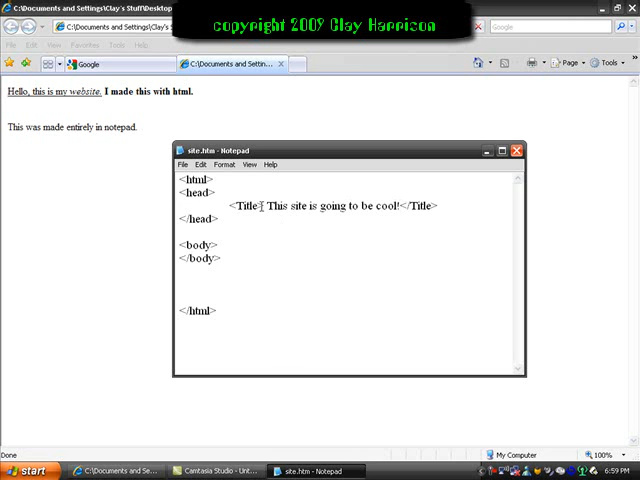 C:\Documents and Settings\Clay's Stuff\Desktop
copyright 2009 Clay Harrison
C:\Documents and Settings\Clay's
File Edit View Favorites Tools Help
Google
C:\Documents and Settin...
Page
Tools
Hello, this is my website. I made this with html.
This was made entirely in notepad.
site.htm - Notepad
File Edit Format View Help
<html>
<head>
<Title> This site is going to be cool!</Title>
</head>
<body>
</body>
</html>
Done
My Computer
100%
start
C:\Documents and Se...
Camtasia Studio - Unt...
site.htm - Notepad
6:59 PM